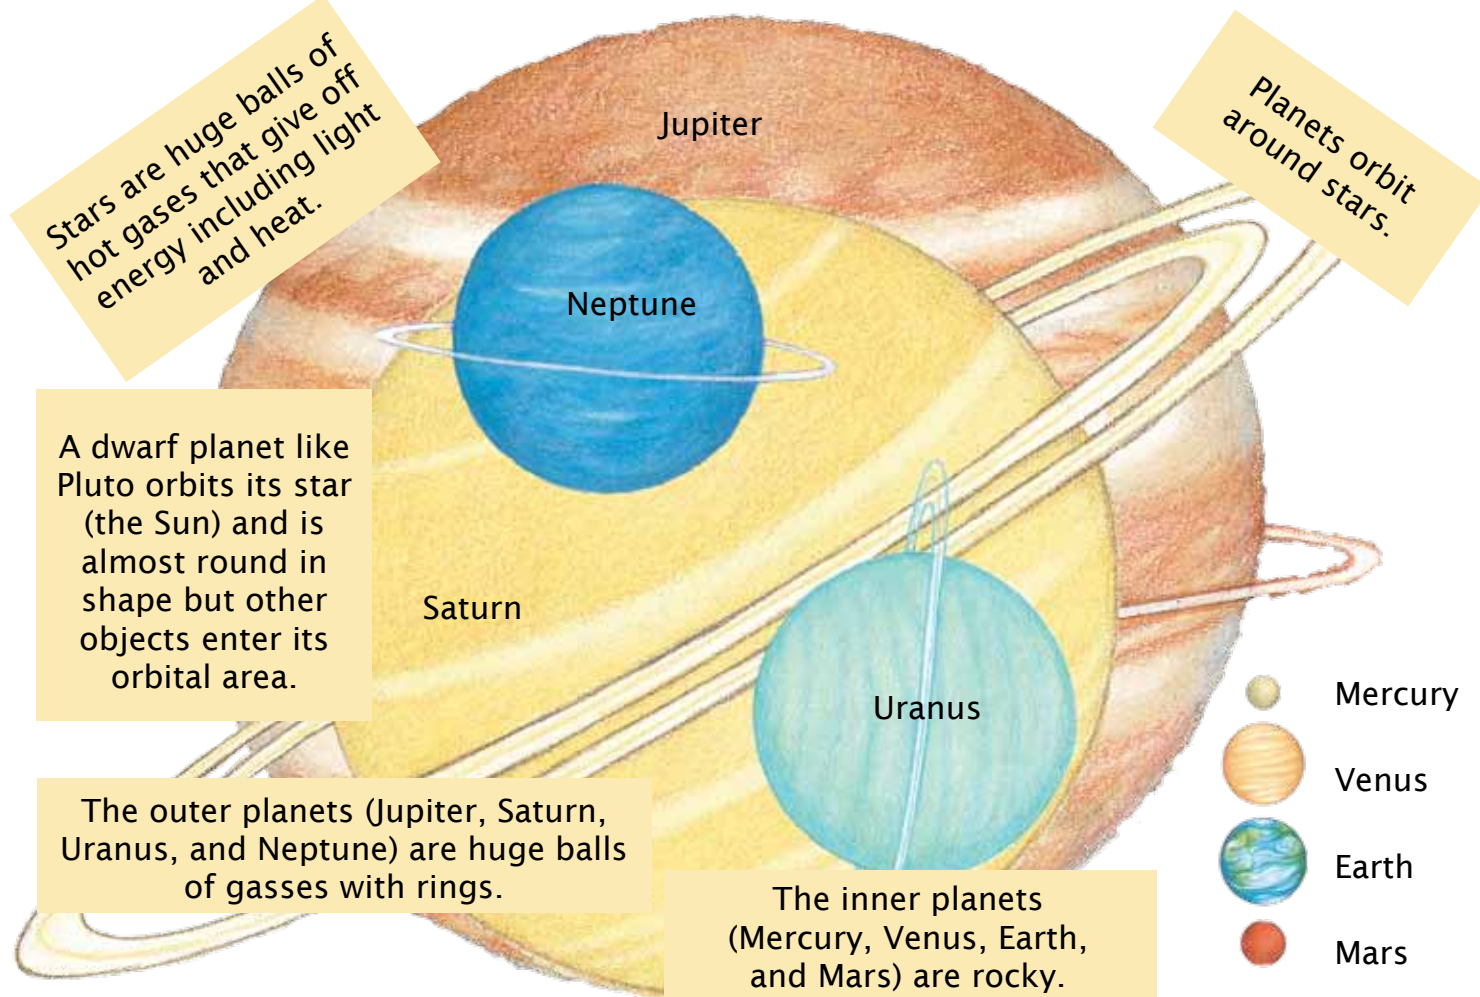 Stars are huge balls of
hot gases that give off
energy including light
and heat.
Jupiter
Planets orbit
around stars.
Neptune
A dwarf planet like
Pluto orbits its star
(the Sun) and is
almost round in
shape but other
objects enter its
orbital area.
Saturn
Uranus
The outer planets (Jupiter, Saturn,
Uranus, and Neptune) are huge balls
of gasses with rings.
The inner planets
(Mercury, Venus, Earth,
and Mars) are rocky.
Mercury
Venus
Earth
Mars